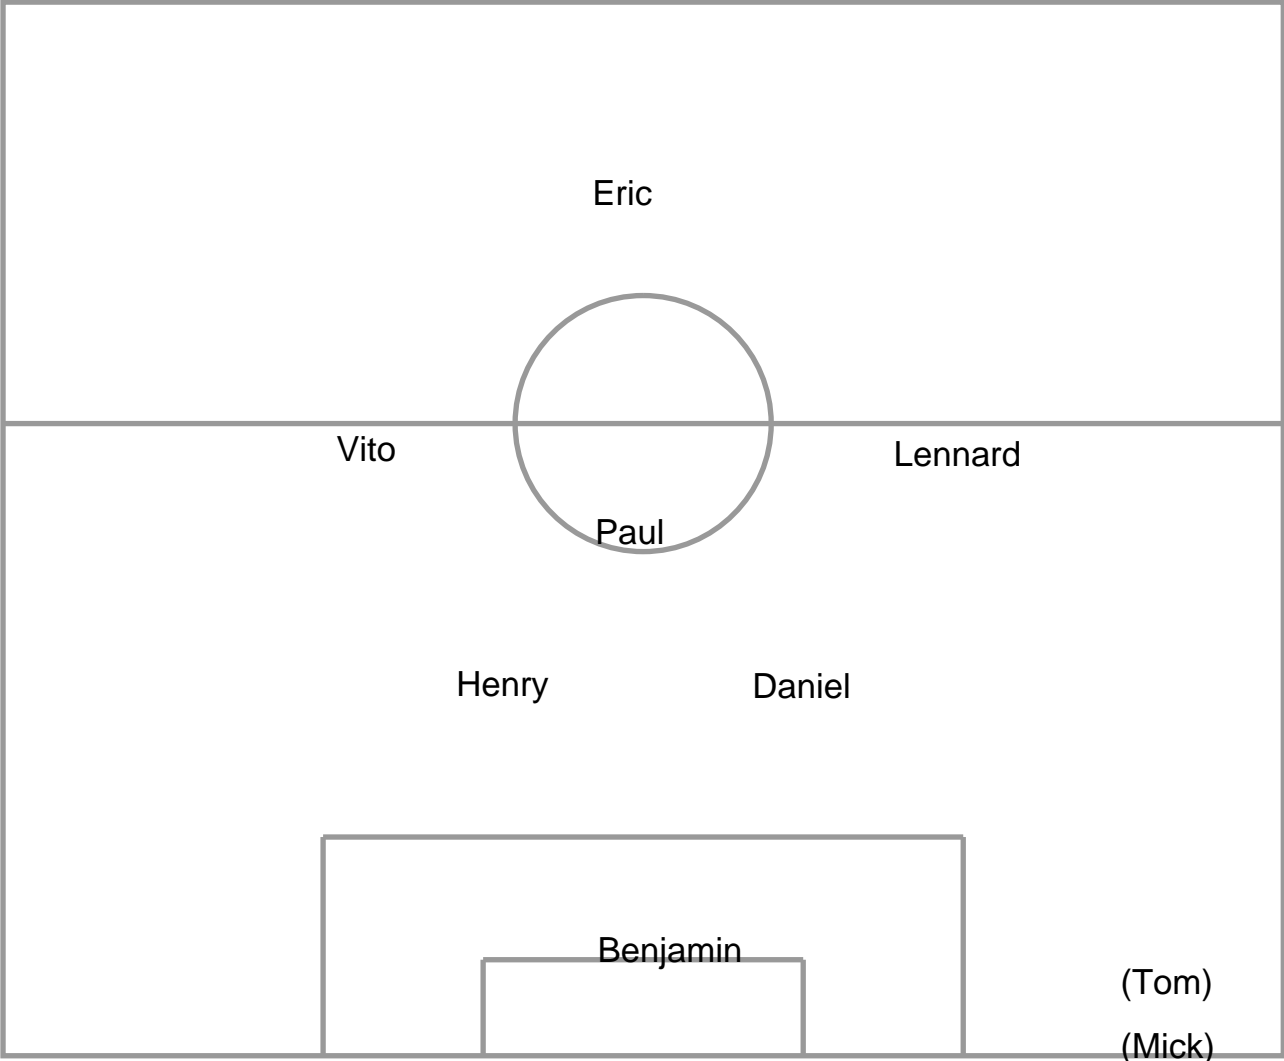 Eric
Vito
Lennard
Paul
Henry
Daniel
Benjamin
(Tom)
(Mick)